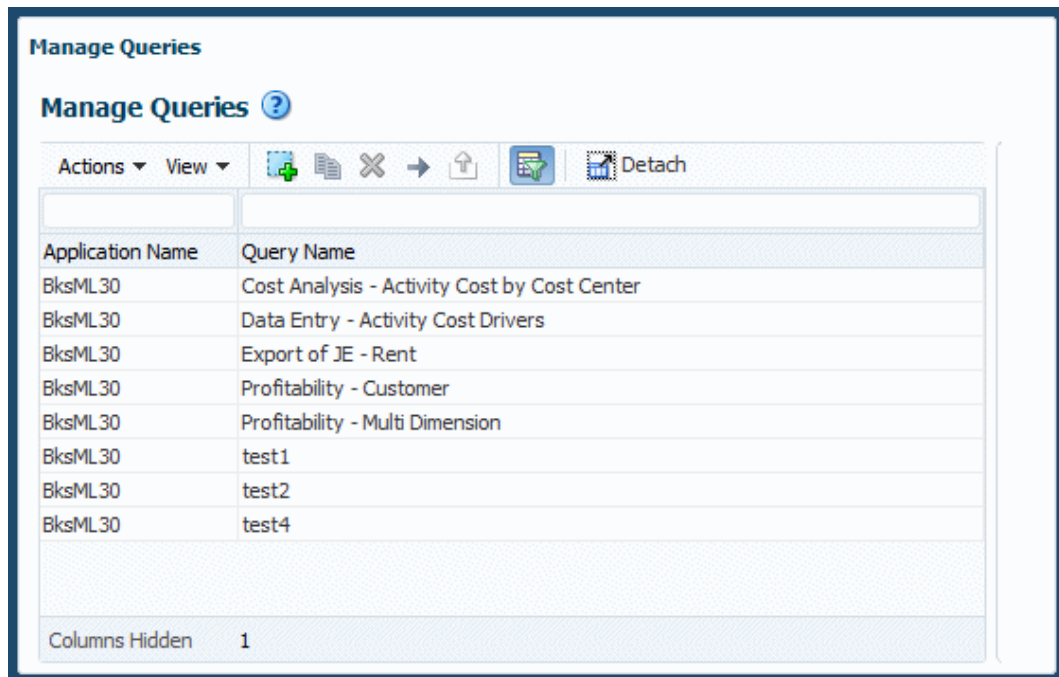 Manage Queries
Manage Queries ?
Actions View Detach
Application Name Query Name
BksML30 Cost Analysis - Activity Cost by Cost Center
BksML30 Data Entry - Activity Cost Drivers
BksML30 Export of JE - Rent
BksML30 Profitability - Customer
BksML30 Profitability - Multi Dimension
BksML30 test1
BksML30 test2
BksML30 test4
Columns Hidden 1